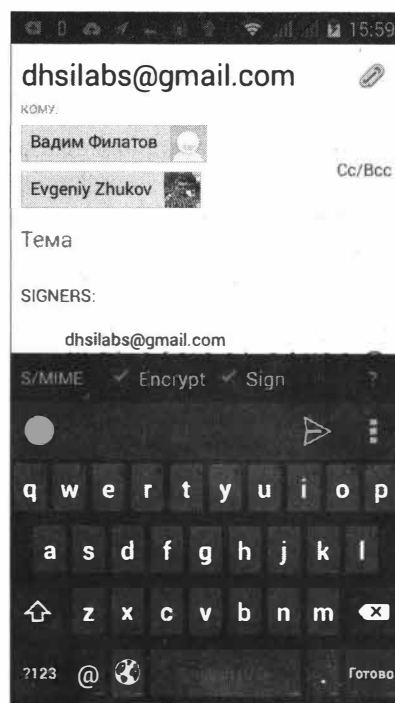 15:59
dhsilabs@gmail.com
КОМУ:
Вадим Филатов
Cc/Bcc
Evgeniy Zhukov
Тема
SIGNERS:
dhsilabs@gmail.com
S/MIME ✓ Encrypt ✓ Sign ?
q w e r t y u i o p
a s d f g h j k l
z x c v b n m
?123 @ . Готово